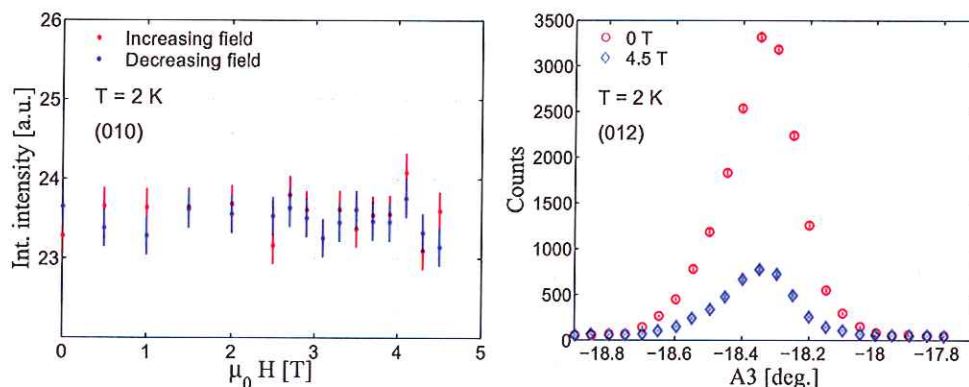 26
25
24
23
Int. intensity [a.u.]
Increasing field
Decreasing field
T = 2 K
(010)
0 1 2 3 4 5
μ0 H [T]
3500
3000
2500
2000
1500
1000
500
0
Counts
0 T
4.5 T
T = 2 K
(012)
−18.8 −18.6 −18.4 −18.2 −18 −17.8
A3 [deg.]